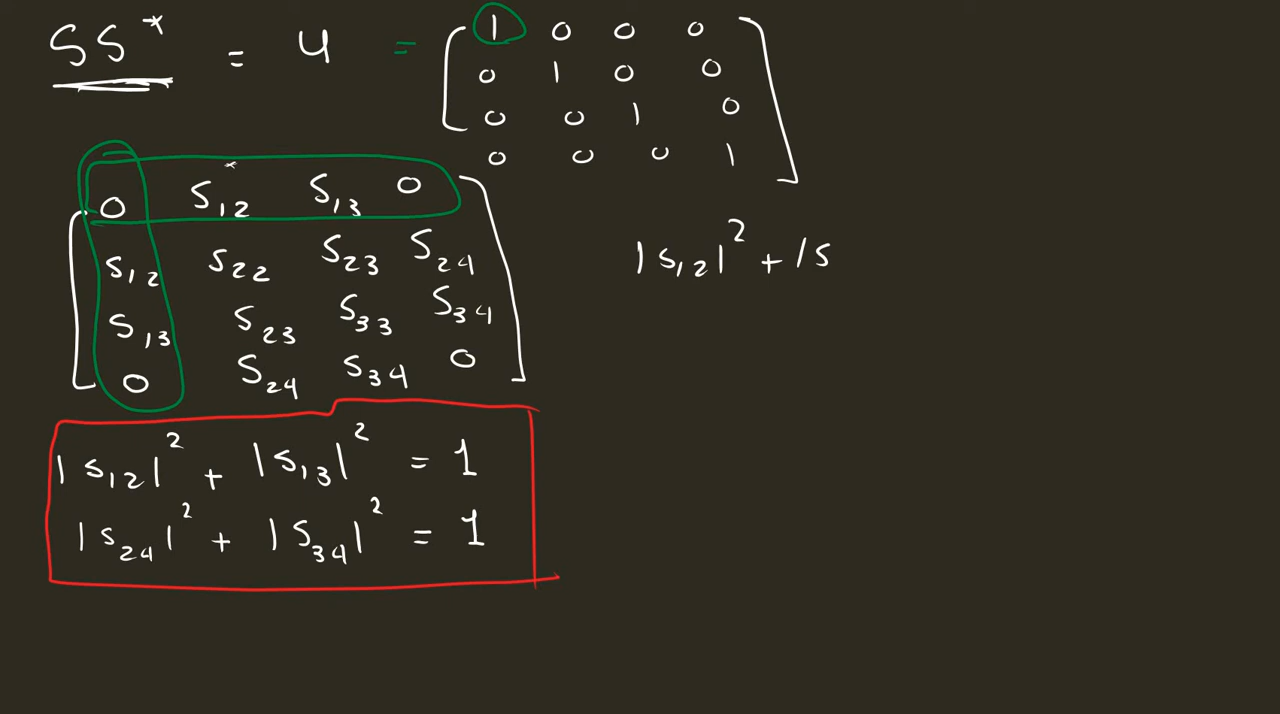 SS* = U = [ 1 0 0 0
0 1 0 0
0 0 1 0
0 0 0 1 ]
[ 0 S₁₂* S₁₃ 0
S₁₂ S₂₂ S₂₃ S₂₄
S₁₃ S₂₃ S₃₃ S₃₄
0 S₂₄ S₃₄ 0 ]
|S₁₂|² + |S
|S₁₂|² + |S₁₃|² = 1
|S₂₄|² + |S₃₄|² = 1